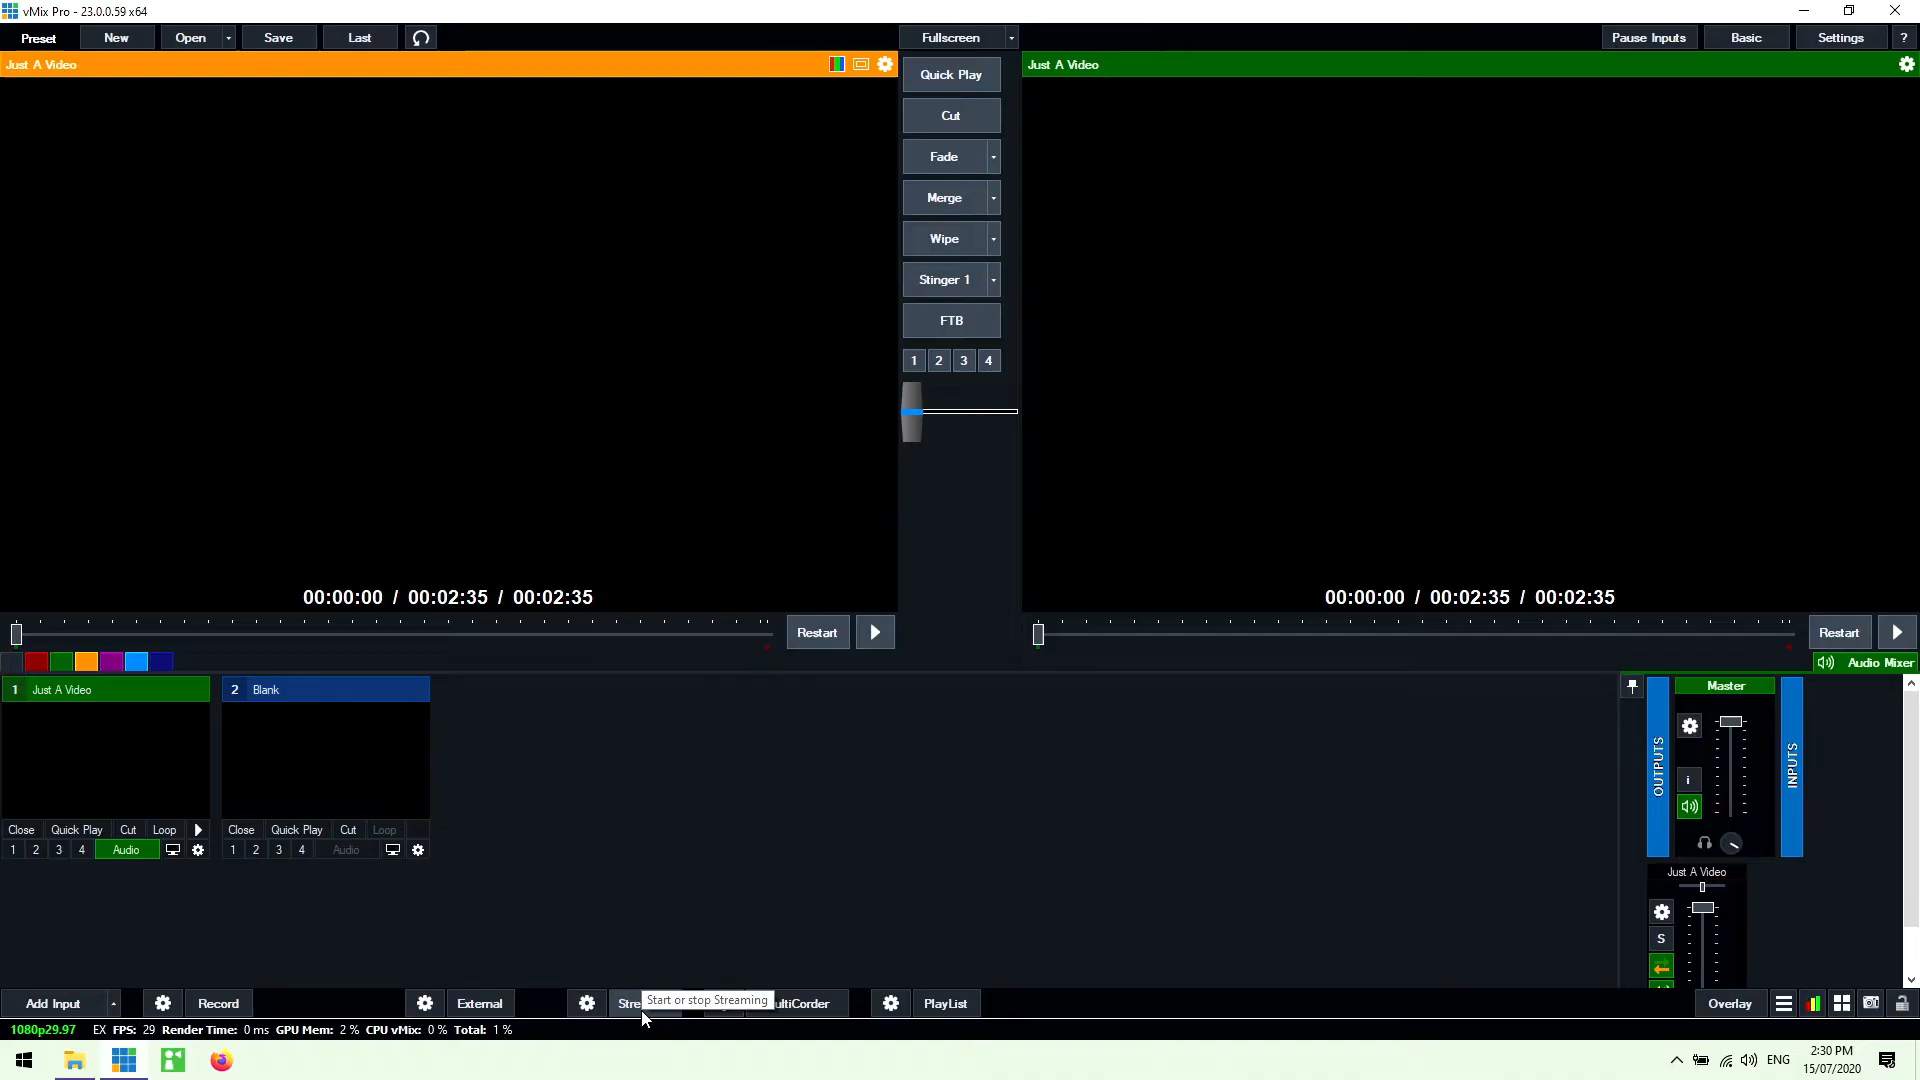 vMix Pro - 23.0.0.59 x64
Preset New Open Save Last Fullscreen Pause Inputs Basic Settings ?
Just A Video
Just A Video
Quick Play
Cut
Fade
Merge
Wipe
Stinger 1
FTB
1 2 3 4
00:00:00 / 00:02:35 / 00:02:35
00:00:00 / 00:02:35 / 00:02:35
Restart
Restart
Audio Mixer
1 Just A Video
2 Blank
Close Quick Play Cut Loop
1 2 3 4 Audio
Close Quick Play Cut Loop
1 2 3 4 Audio
OUTPUTS
Master
i
INPUTS
Just A Video
S
Add Input Record External Stre Start or stop Streaming ultiCorder PlayList Overlay
1080p29.97 EX FPS: 29 Render Time: 0 ms GPU Mem: 2 % CPU vMix: 0 % Total: 1 %
ENG
2:30 PM
15/07/2020